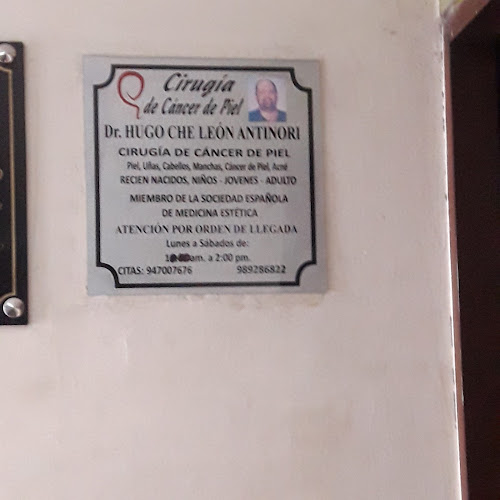 Cirugía
de Cáncer de Piel
Dr. HUGO CHE LEÓN ANTINORI
CIRUGÍA DE CÁNCER DE PIEL
Piel, Uñas, Cabellos, Manchas, Cáncer de Piel, Acné
RECIEN NACIDOS, NIÑOS - JOVENES - ADULTO
MIEMBRO DE LA SOCIEDAD ESPAÑOLA
DE MEDICINA ESTÉTICA
ATENCIÓN POR ORDEN DE LLEGADA
Lunes a Sábados de:
am. a 2:00 pm.
CITAS: 947007676 989286822